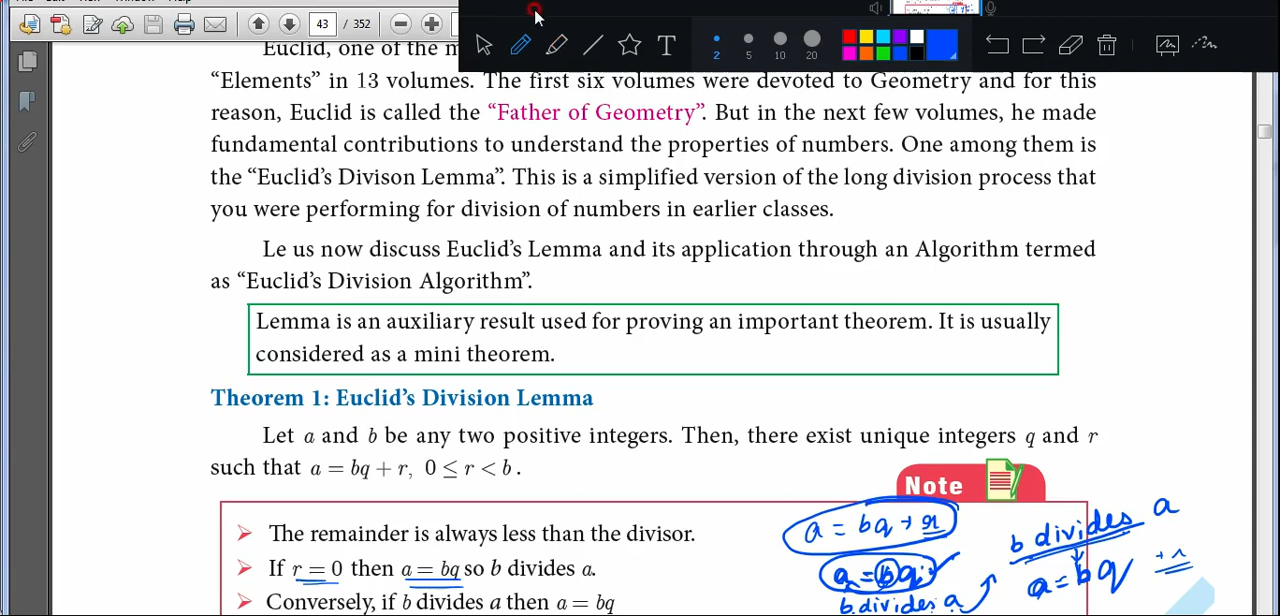 43 / 352
2 5 10 20
Euclid, one of the m
"Elements" in 13 volumes. The first six volumes were devoted to Geometry and for this
reason, Euclid is called the "Father of Geometry". But in the next few volumes, he made
fundamental contributions to understand the properties of numbers. One among them is
the "Euclid's Divison Lemma". This is a simplified version of the long division process that
you were performing for division of numbers in earlier classes.
Le us now discuss Euclid's Lemma and its application through an Algorithm termed
as "Euclid's Division Algorithm".
Lemma is an auxiliary result used for proving an important theorem. It is usually
considered as a mini theorem.
Theorem 1: Euclid's Division Lemma
Let a and b be any two positive integers. Then, there exist unique integers q and r
such that a = bq + r, 0 ≤ r < b.
Note
The remainder is always less than the divisor.
If r = 0 then a = bq so b divides a.
Conversely, if b divides a then a = bq
a = bq + r
a = bq
b divides a
b divides a
a = bq + r